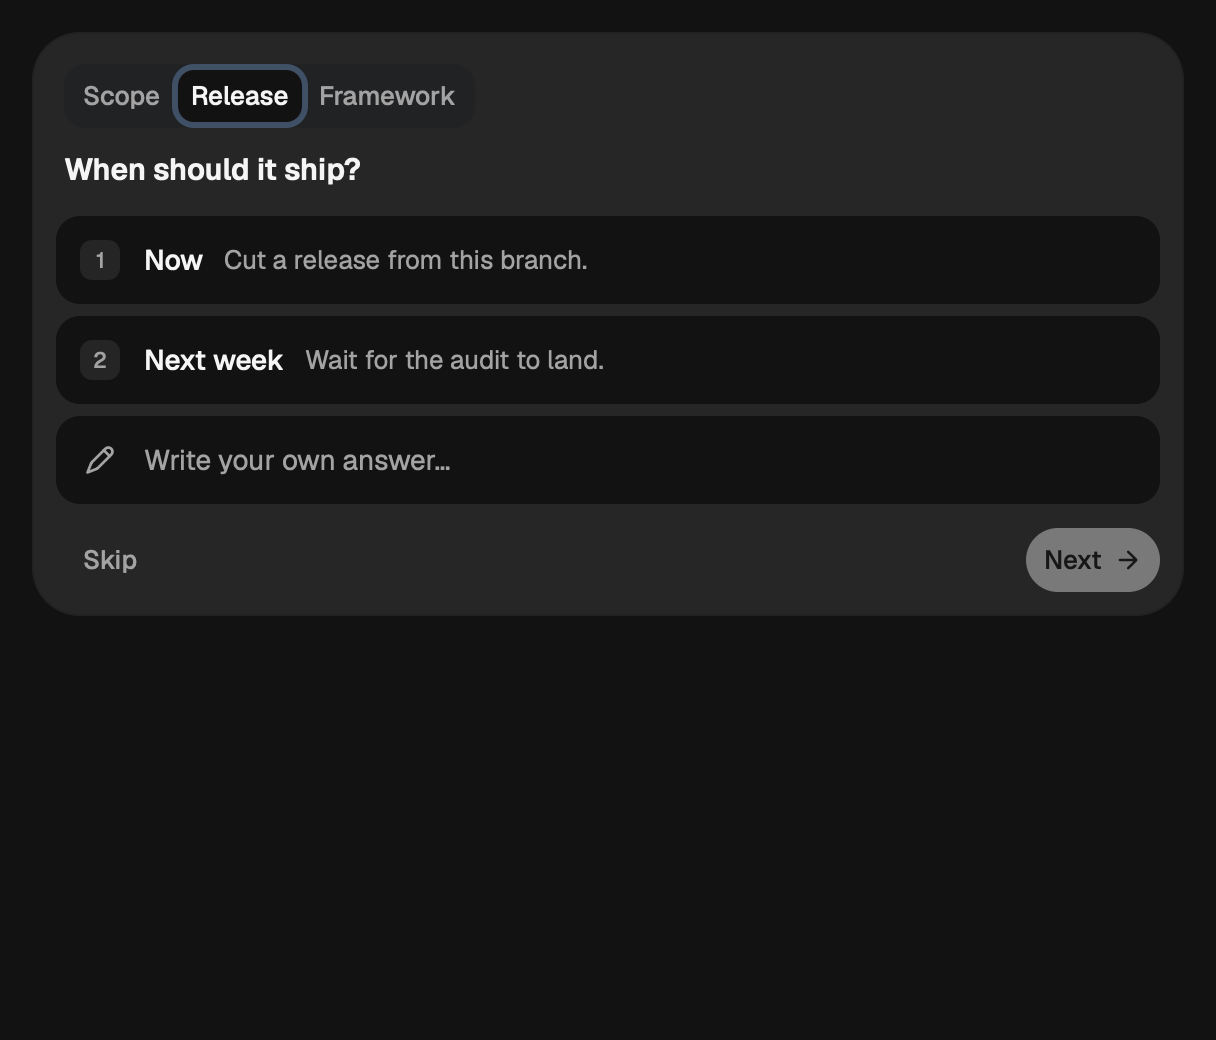 Scope Release Framework
When should it ship?
1 Now Cut a release from this branch.
2 Next week Wait for the audit to land.
Write your own answer...
Skip Next →